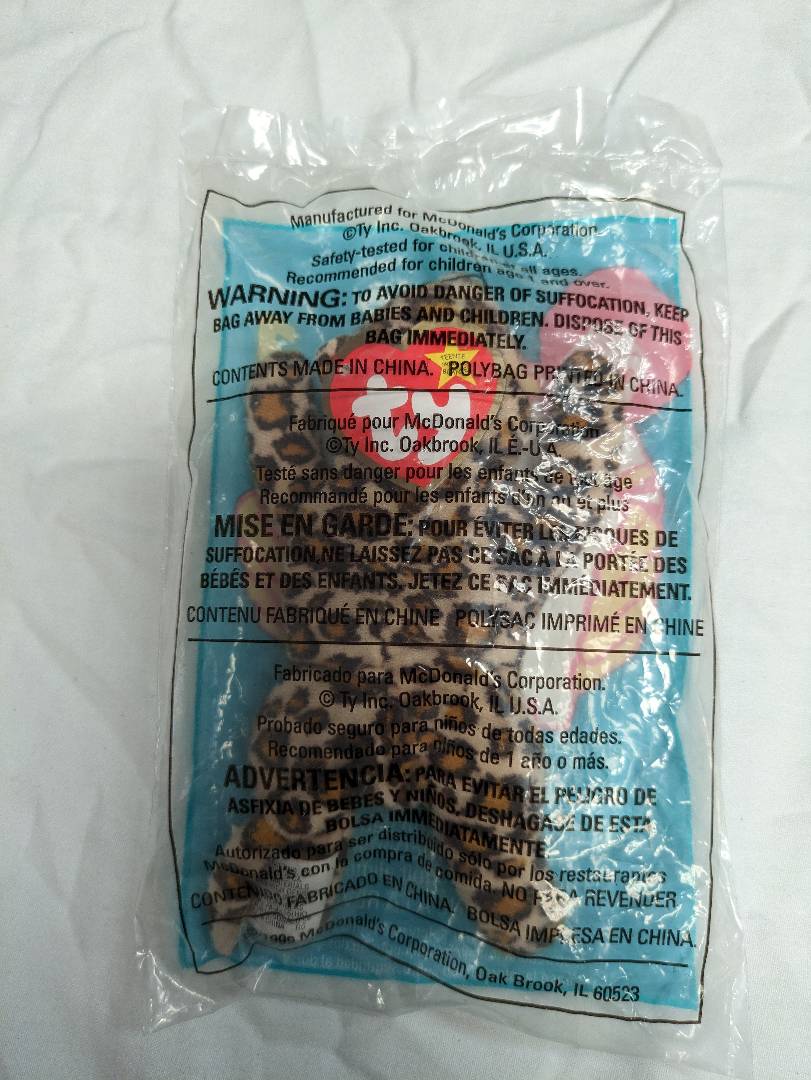 Manufactured for McDonald's Corporation
©Ty Inc. Oakbrook, IL U.S.A.
Safety-tested for children all ages.
Recommended for children age 1 and over.
WARNING: TO AVOID DANGER OF SUFFOCATION, KEEP
BAG AWAY FROM BABIES AND CHILDREN. DISPOSE OF THIS
BAG IMMEDIATELY.
TEENIE
CONTENTS MADE IN CHINA. POLYBAG PRINTED IN CHINA.
ty
Fabriqué pour McDonald's Corporation
©Ty Inc. Oakbrook, IL É.-U A.
Testé sans danger pour les enfants de tout âge
Recommandé pour les enfants d'un an et plus
MISE EN GARDE: POUR ÉVITER LES RISQUES DE
SUFFOCATION, NE LAISSEZ PAS CE SAC À LA PORTÉE DES
BÉBÉS ET DES ENFANTS. JETEZ CE SAC IMMÉDIATEMENT.
CONTENU FABRIQUÉ EN CHINE POLYSAC IMPRIMÉ EN CHINE
Fabricado para McDonald's Corporation.
© Ty Inc. Oakbrook, IL U.S.A.
Probado seguro para niños de todas edades.
Recomendado para niños de 1 año o más.
ADVERTENCIA: PARA EVITAR EL PELIGRO DE
ASFIXIA DE BEBES Y NIÑOS, DESHAGASE DE ESTA
BOLSA IMMEDIATAMENTE.
Autorizado para ser distribuido sólo por los restaurantes
McDonald's con la compra de comida. NO PARA REVENDER
CONTENIDO FABRICADO EN CHINA. BOLSA IMPRESA EN CHINA.
McDonald's Corporation, Oak Brook, IL 60523